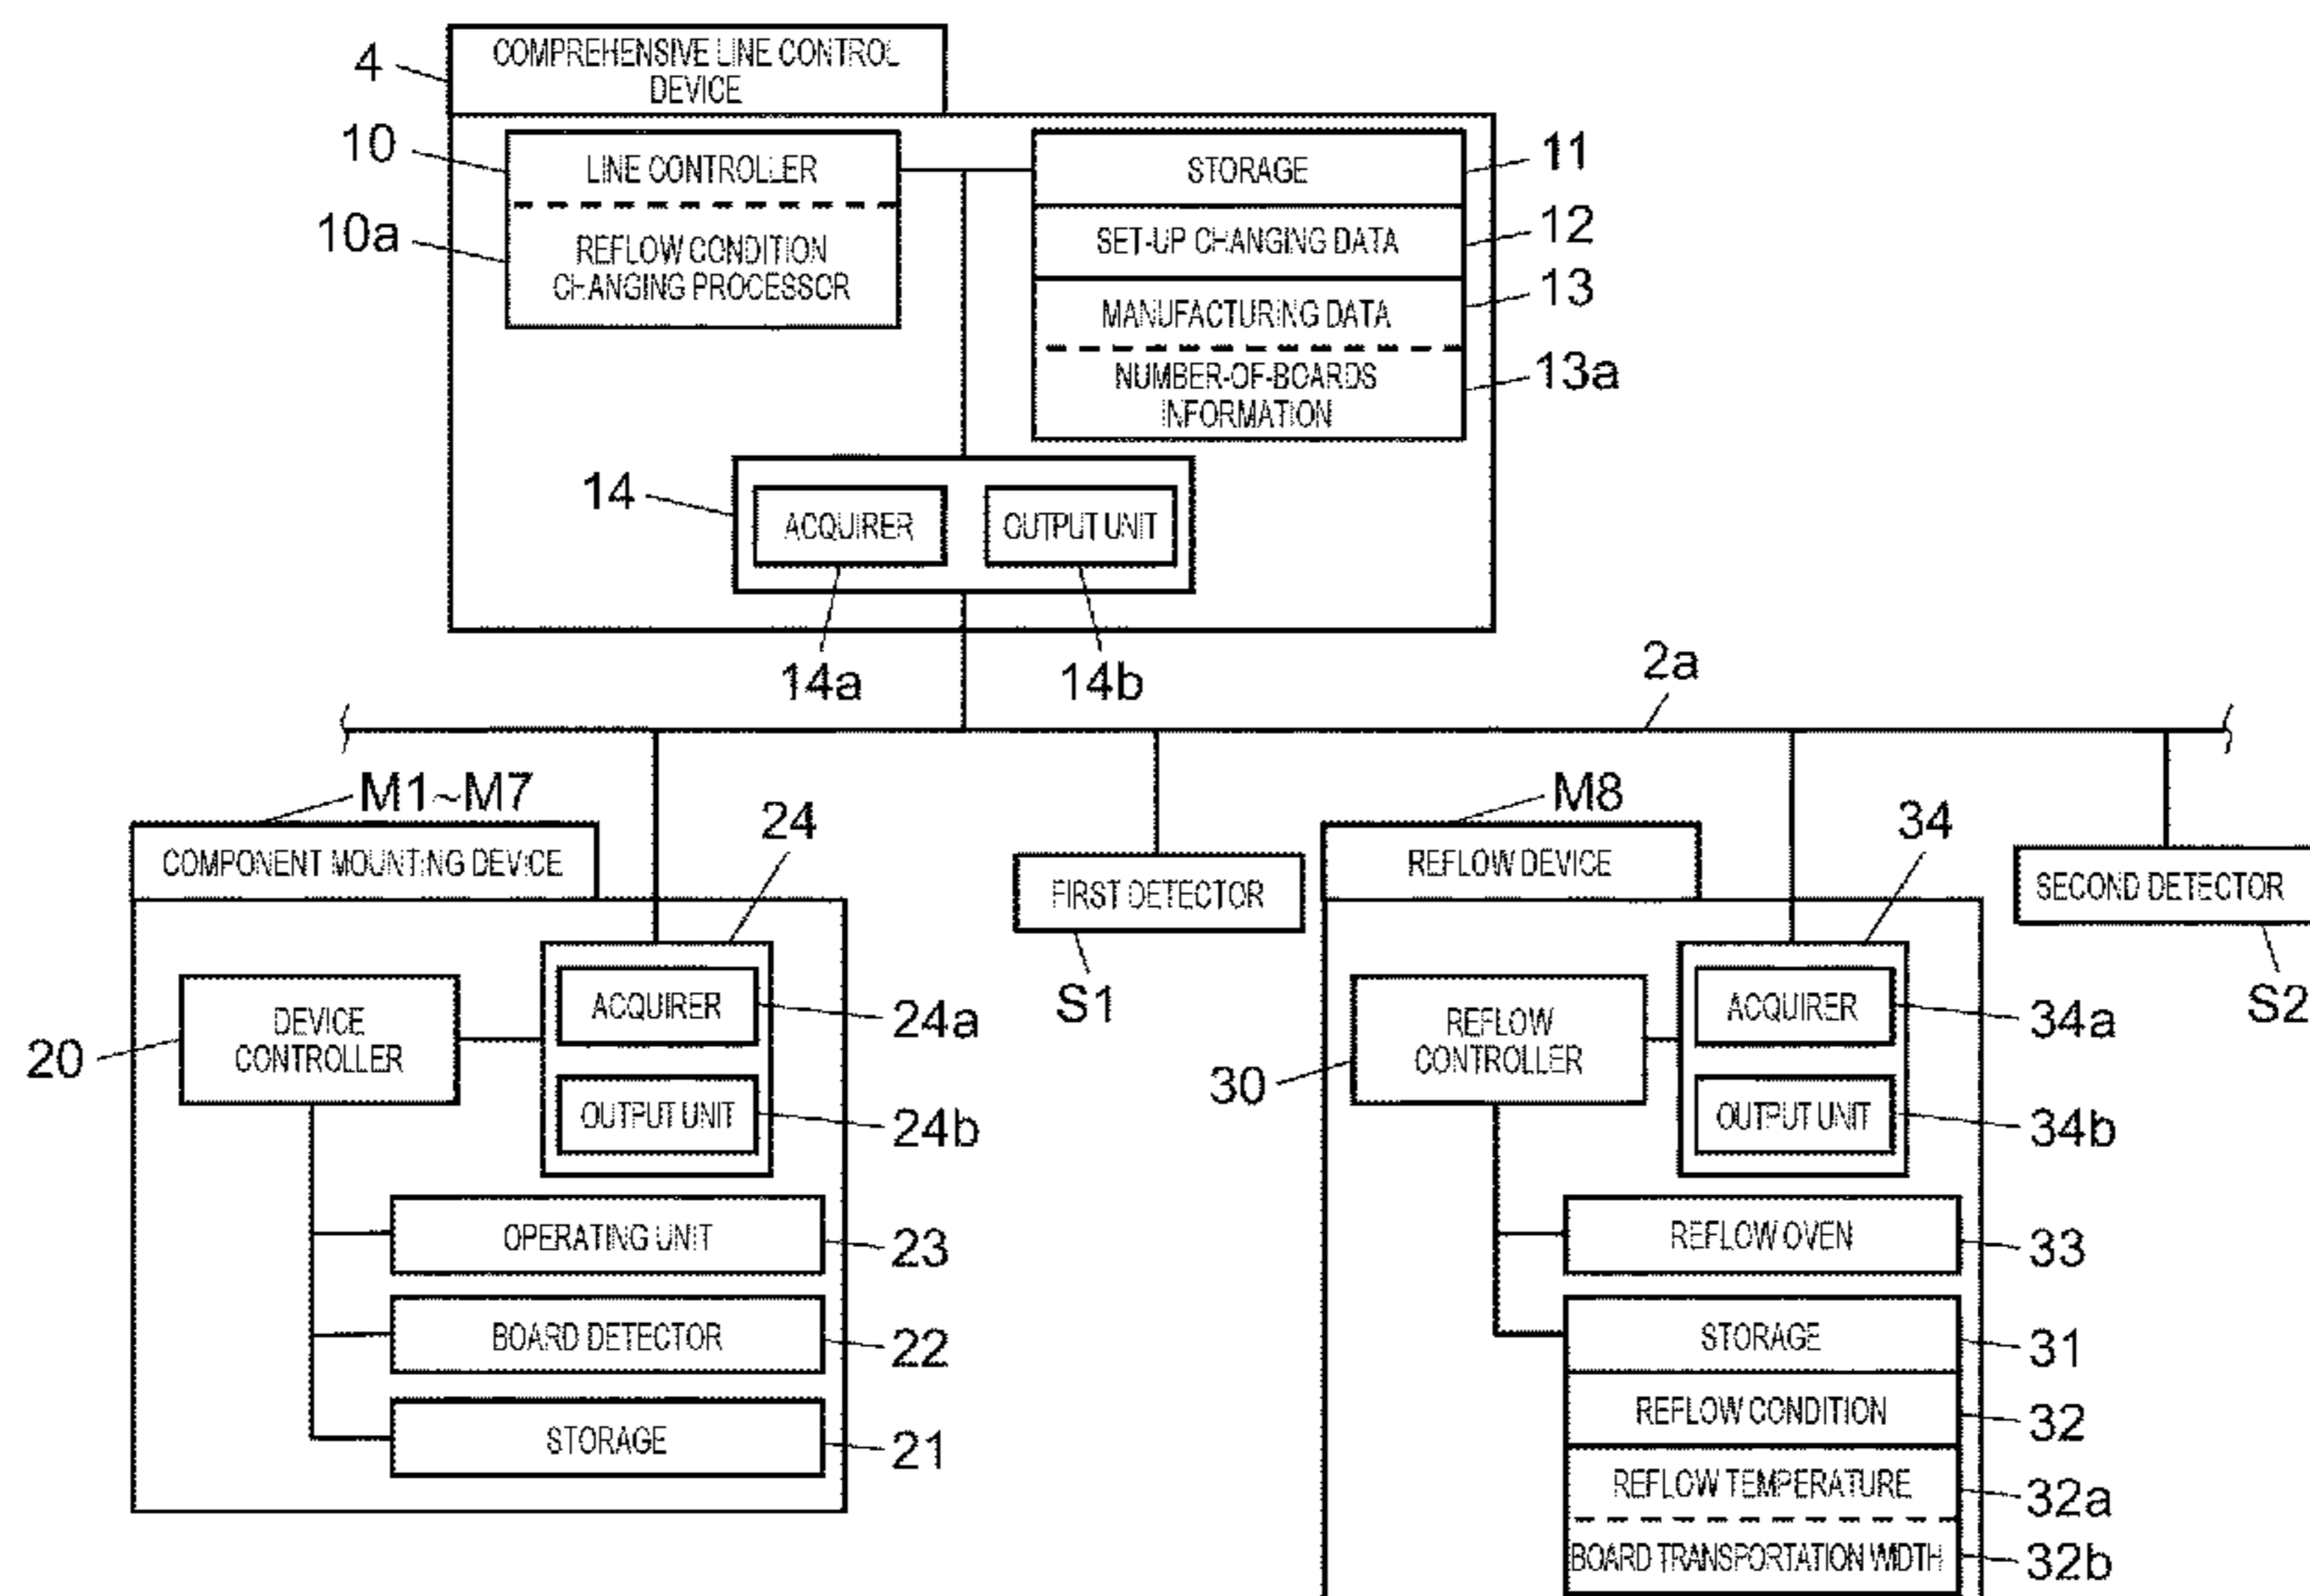 COMPREHENSIVE LINE CONTROL
DEVICE
4
10
LINE CONTROLLER
10a
REFLOW CONDITION
CHANGING PROCESSOR
STORAGE
11
SET-UP CHANGING DATA
12
MANUFACTURING DATA
13
NUMBER-OF-BOARDS
INFORMATION
13a
14
ACQUIRER
OUTPUT UNIT
14a
14b
2a
M1~M7
COMPONENT MOUNTING DEVICE
24
DEVICE
CONTROLLER
20
ACQUIRER
24a
OUTPUT UNIT
24b
OPERATING UNIT
23
BOARD DETECTOR
22
STORAGE
21
FIRST DETECTOR
S1
M8
REFLOW DEVICE
34
REFLOW
CONTROLLER
30
ACQUIRER
34a
OUTPUT UNIT
34b
REFLOW OVEN
33
STORAGE
31
REFLOW CONDITION
32
REFLOW TEMPERATURE
32a
BOARD TRANSPORTATION WIDTH
32b
SECOND DETECTOR
S2